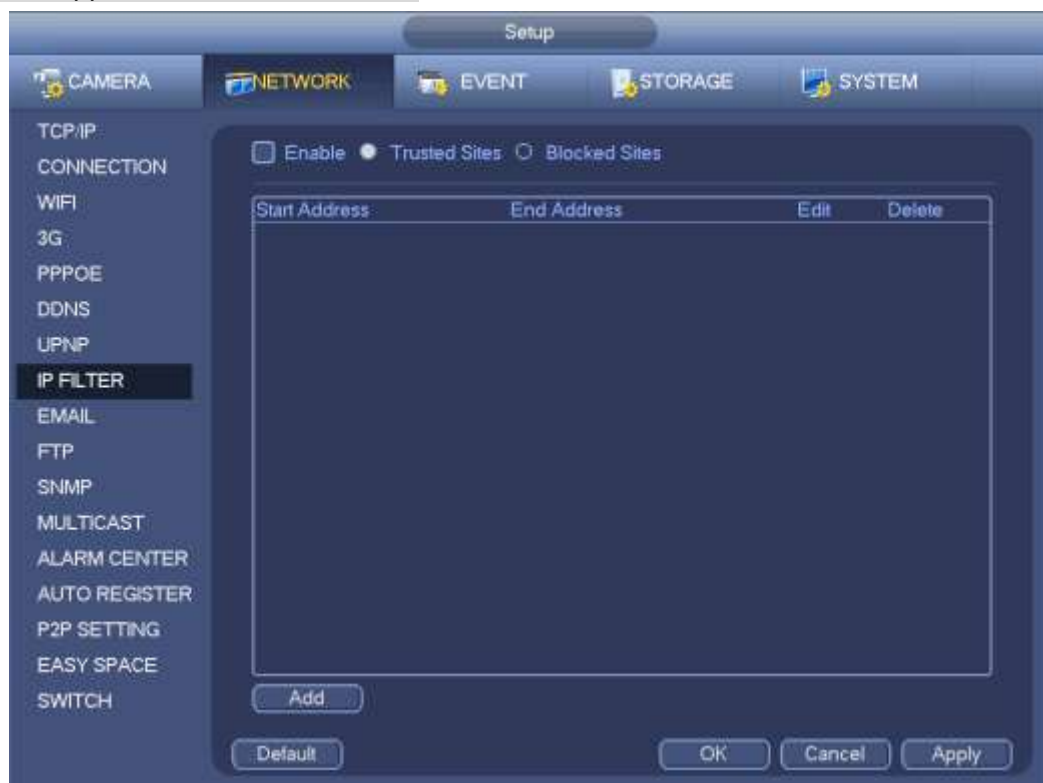 Setup
CAMERA NETWORK EVENT STORAGE SYSTEM
TCP/IP
CONNECTION
WIFI
3G
PPPOE
DDNS
UPNP
IP FILTER
EMAIL
FTP
SNMP
MULTICAST
ALARM CENTER
AUTO REGISTER
P2P SETTING
EASY SPACE
SWITCH
Enable Trusted Sites Blocked Sites
Start Address End Address Edit Delete
Add
Default OK Cancel Apply